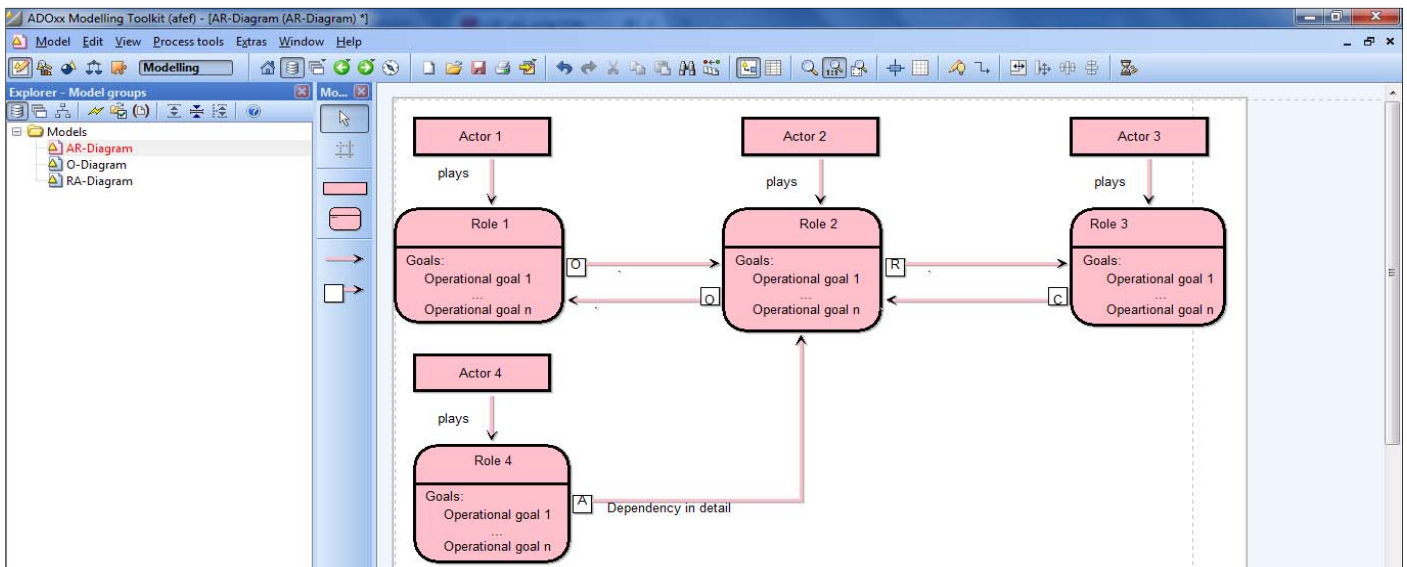 ADOxx Modelling Toolkit (afef) - [AR-Diagram (AR-Diagram) *]
Model Edit View Process tools Extras Window Help
Modelling
Explorer - Model groups
Mo...
Models
AR-Diagram
O-Diagram
RA-Diagram
Actor 1
Actor 2
Actor 3
plays
plays
plays
Role 1
Role 2
Role 3
Goals:
Operational goal 1
...
Operational goal n
O
O
Goals:
Operational goal 1
...
Operational goal n
R
C
Goals:
Operational goal 1
...
Opeartional goal n
Actor 4
plays
Role 4
Goals:
Operational goal 1
...
Operational goal n
A
Dependency in detail